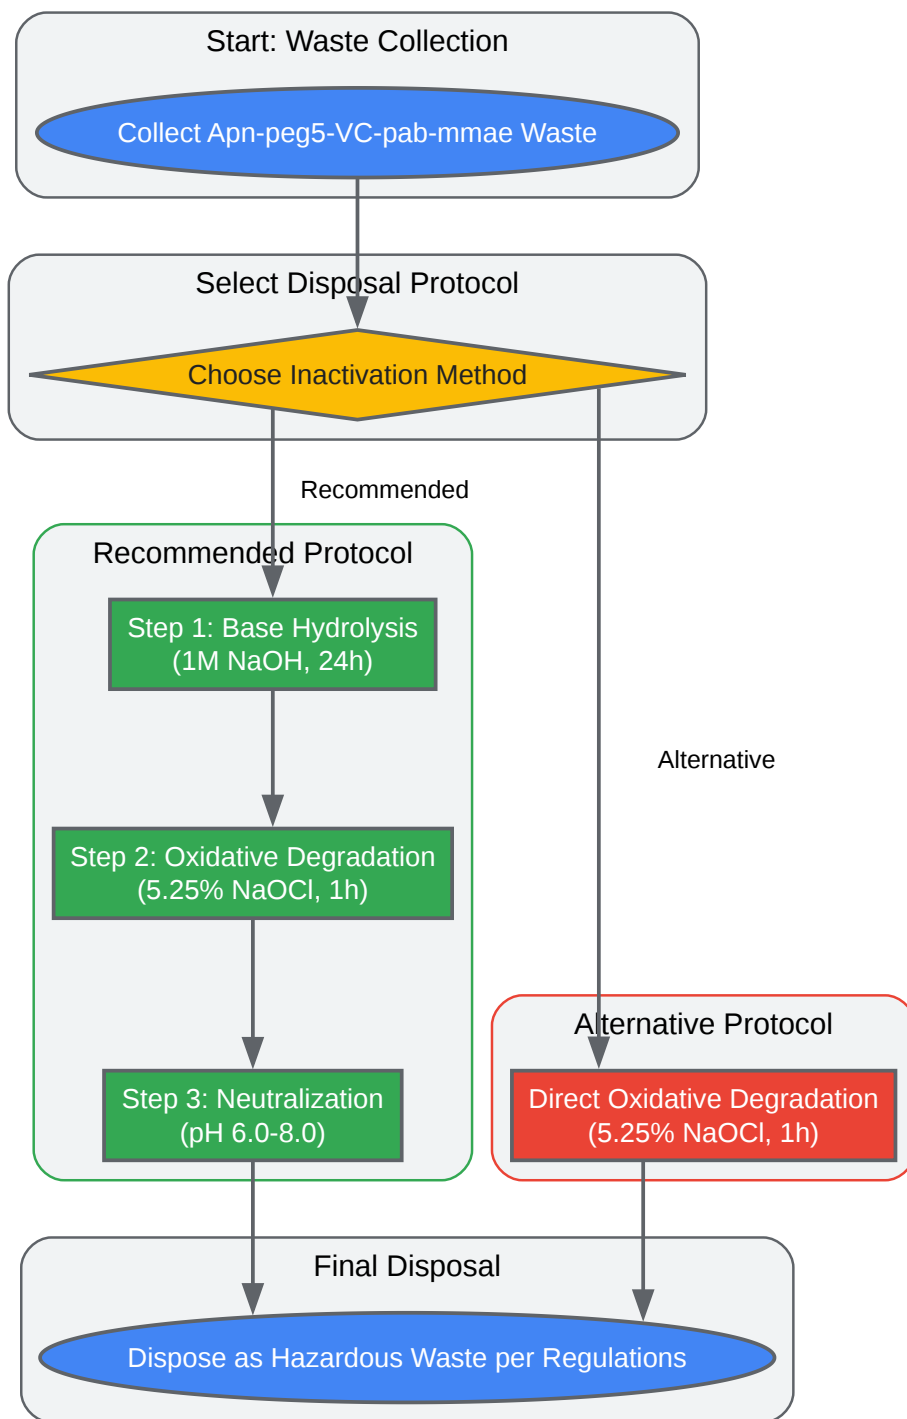 Start: Waste Collection
Collect Apn-peg5-VC-pab-mmae Waste
Select Disposal Protocol
Choose Inactivation Method
Recommended
Recommended Protocol
Step 1: Base Hydrolysis
(1M NaOH, 24h)
Alternative
Step 2: Oxidative Degradation
(5.25% NaOCl, 1h)
Step 3: Neutralization
(pH 6.0-8.0)
Alternative Protocol
Direct Oxidative Degradation
(5.25% NaOCl, 1h)
Final Disposal
Dispose as Hazardous Waste per Regulations